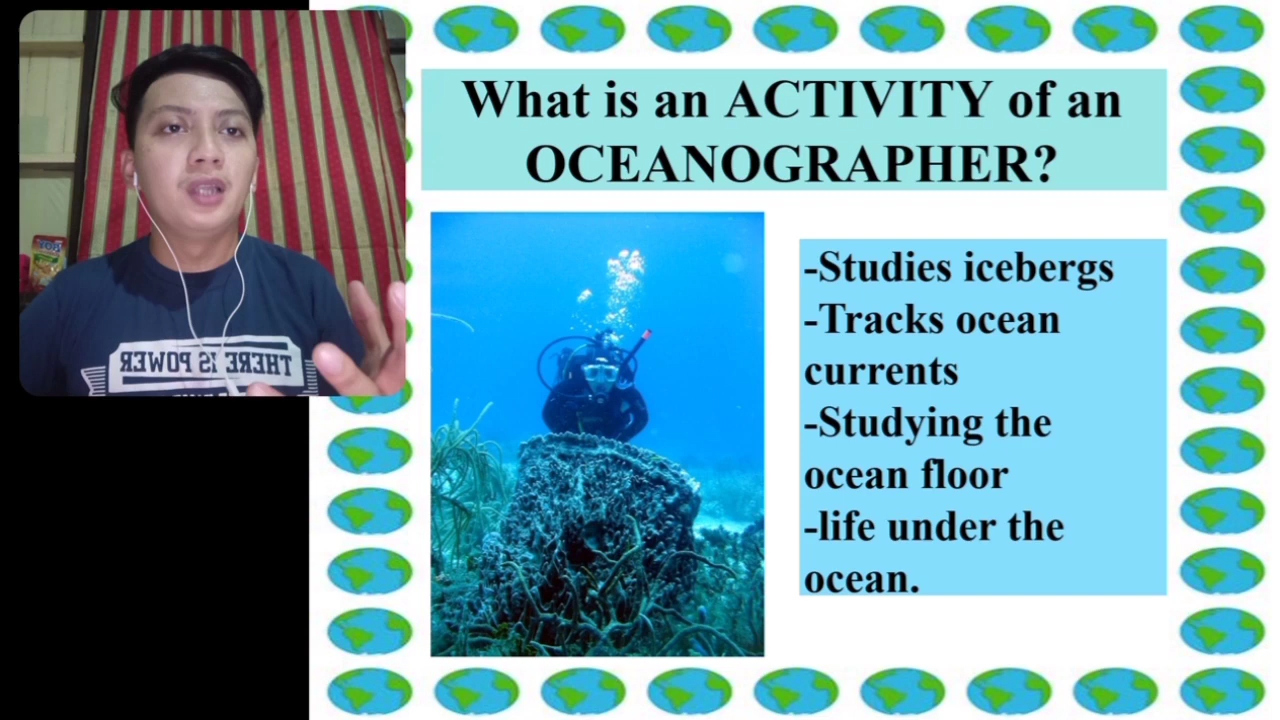 What is an ACTIVITY of an
OCEANOGRAPHER?
-Studies icebergs
-Tracks ocean
currents
-Studying the
ocean floor
-life under the
ocean.
THERE IS POWER